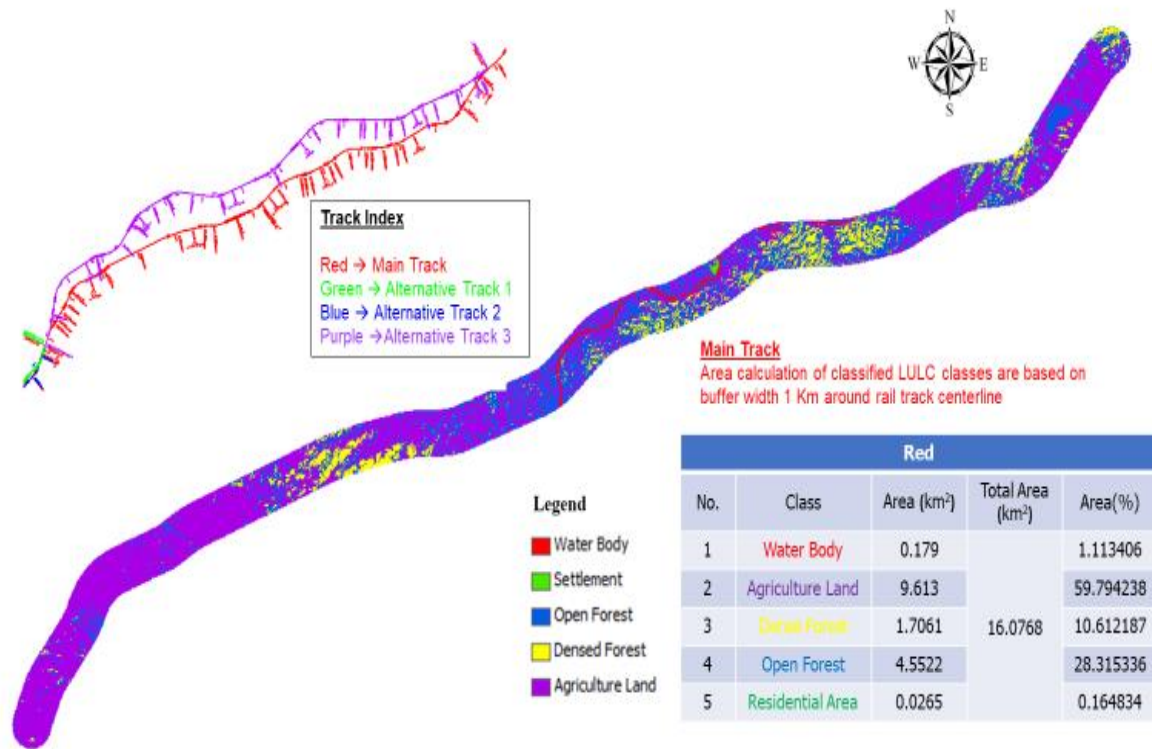 N
W E
S
Track Index
Red → Main Track
Green → Alternative Track 1
Blue → Alternative Track 2
Purple → Alternative Track 3
Main Track
Area calculation of classified LULC classes are based on
buffer width 1 Km around rail track centerline
Legend
Water Body
Settlement
Open Forest
Densed Forest
Agriculture Land
Red
No. Class Area (km²) Total Area (km²) Area(%)
1 Water Body 0.179 16.0768 1.113406
2 Agriculture Land 9.613 59.794238
3 Densd Forest 1.7061 10.612187
4 Open Forest 4.5522 28.315336
5 Residential Area 0.0265 0.164834